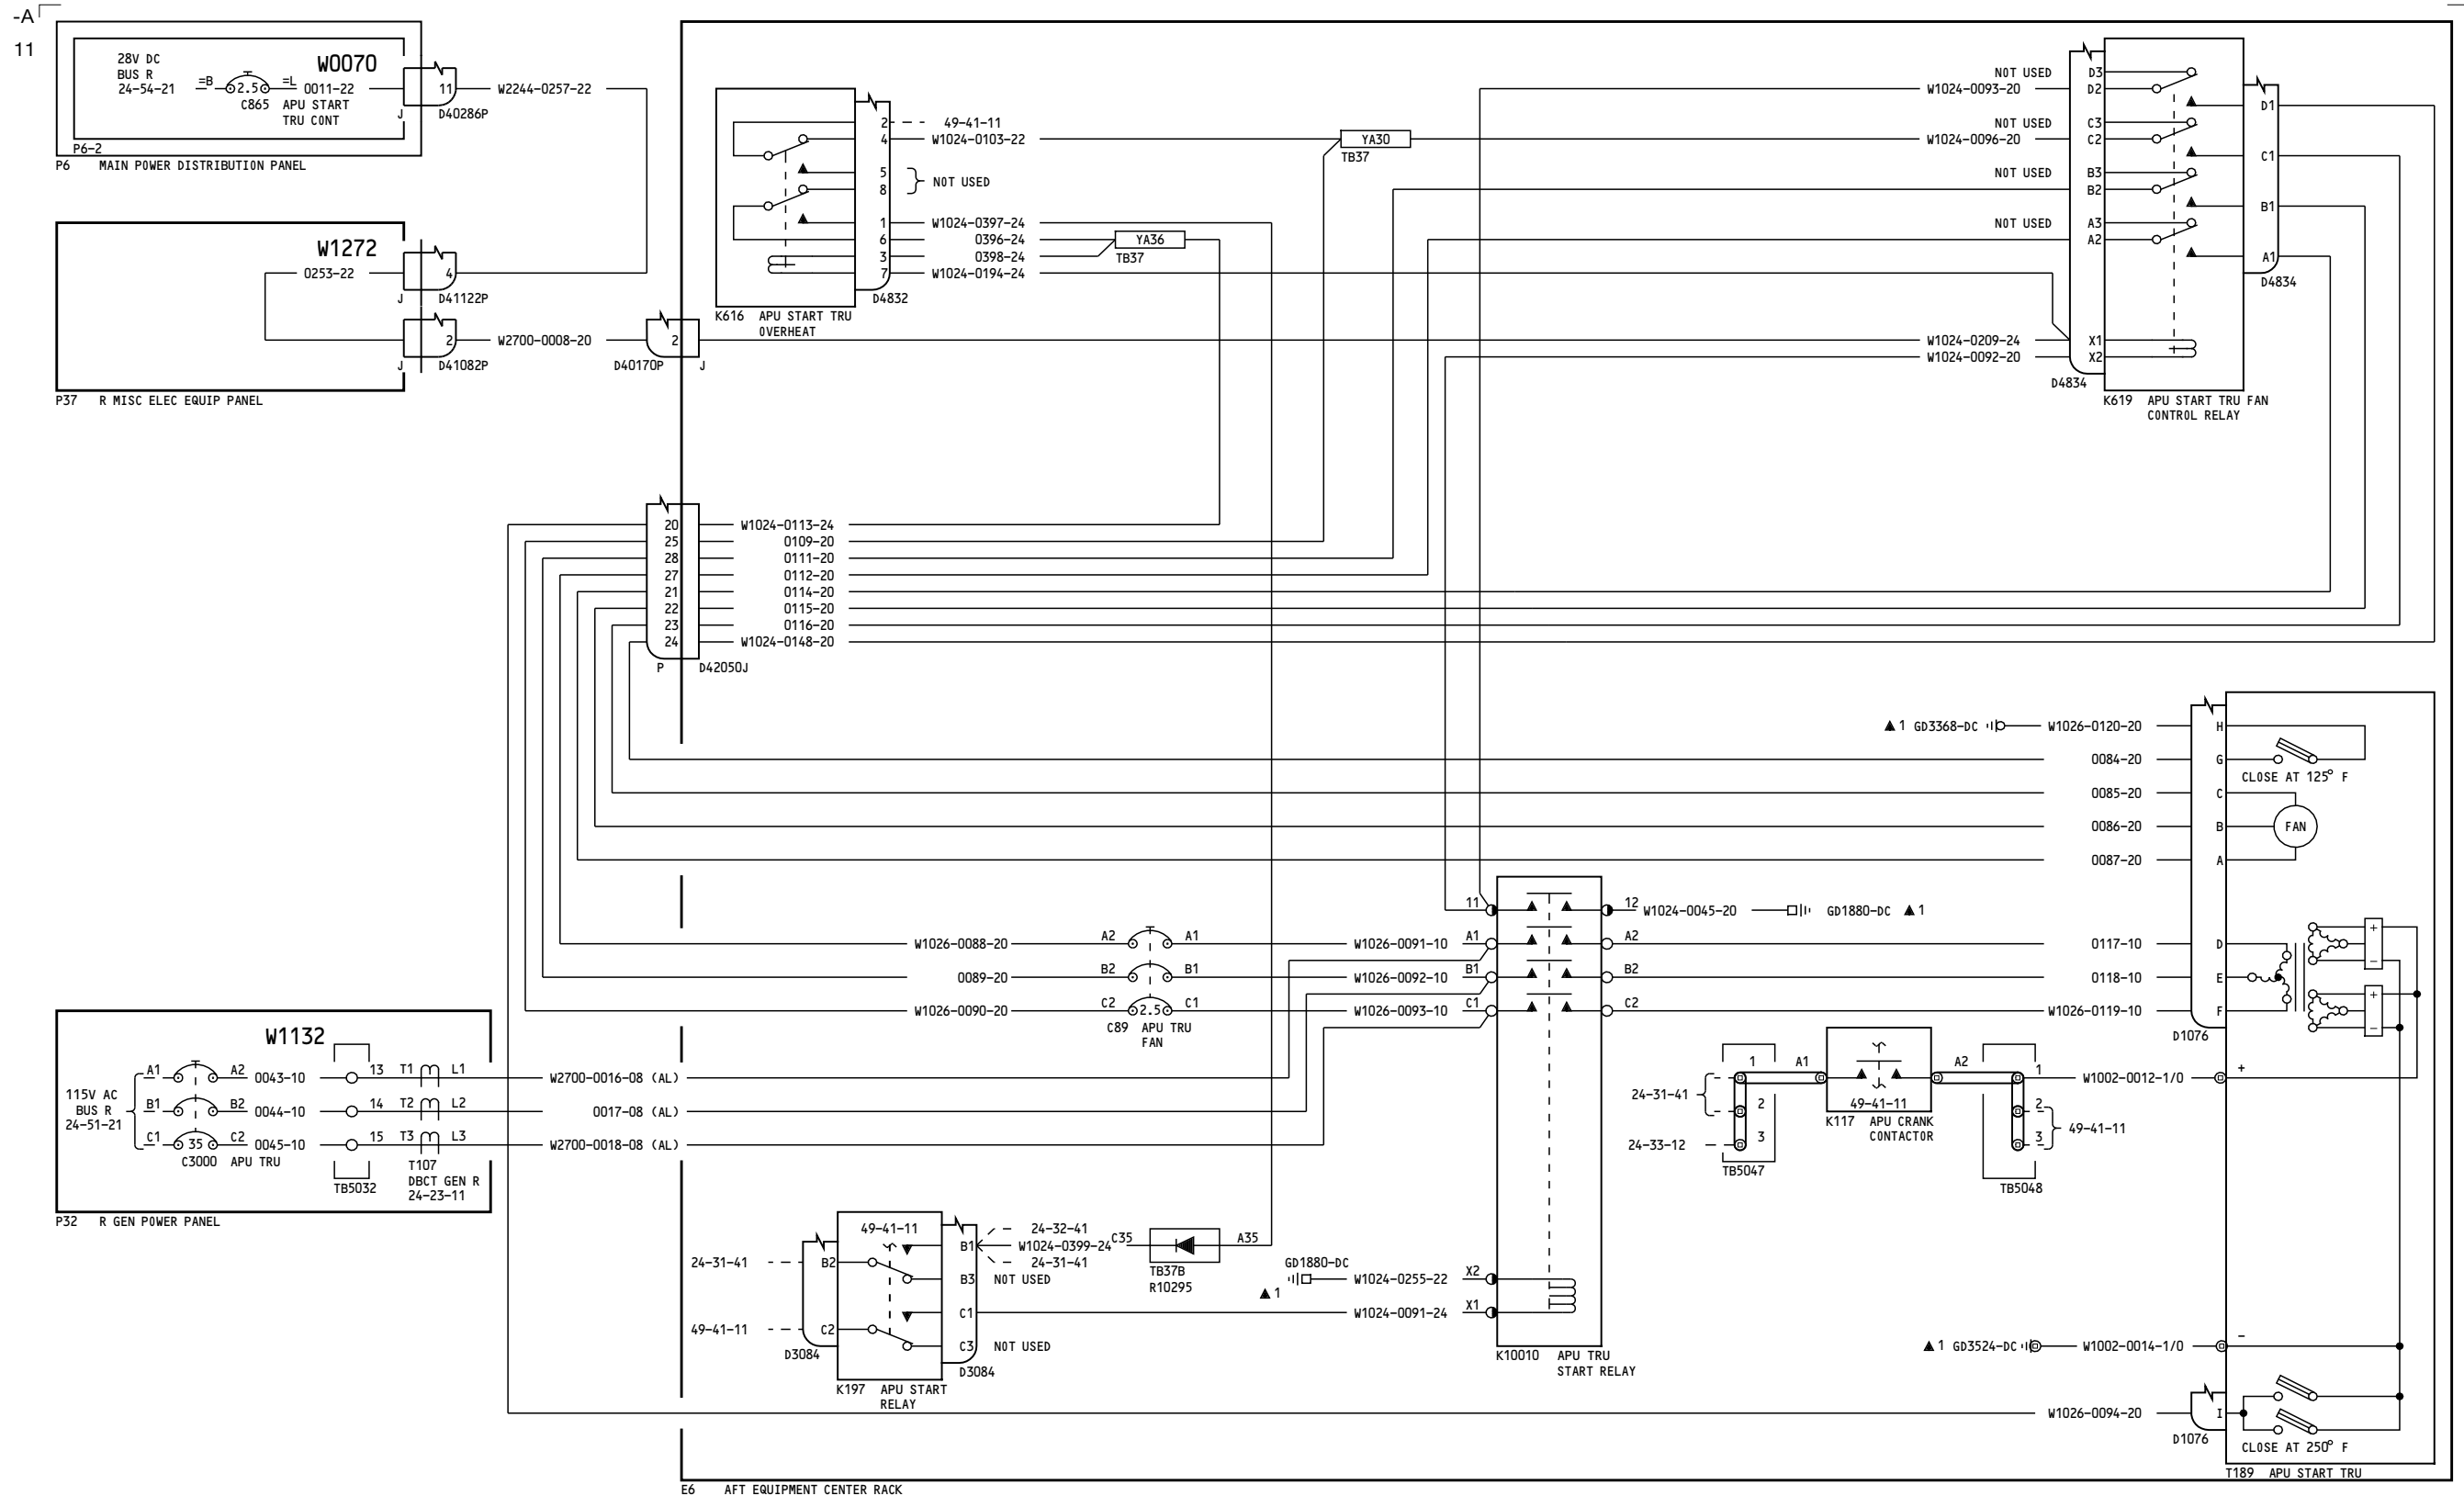 -A
11
28V DC
BUS R
24-54-21
=B
2.5
=L
W0070
0011-22
C865 APU START
TRU CONT
P6-2
P6 MAIN POWER DISTRIBUTION PANEL
11
J
D40286P
W2244-0257-22
W1272
0253-22
4
J
D41122P
2
J
D41082P
W2700-0008-20
P37 R MISC ELEC EQUIP PANEL
2
D40170P
J
2
49-41-11
4
W1024-0103-22
5
8
NOT USED
1
W1024-0397-24
6
0396-24
3
0398-24
7
W1024-0194-24
D4832
K616 APU START TRU
OVERHEAT
YA30
TB37
YA36
TB37
NOT USED
D3
W1024-0093-20
D2
D1
NOT USED
C3
W1024-0096-20
C2
C1
NOT USED
B3
B2
B1
NOT USED
A3
A2
A1
D4834
W1024-0209-24
X1
W1024-0092-20
X2
D4834
K619 APU START TRU FAN
CONTROL RELAY
20
W1024-0113-24
25
0109-20
28
0111-20
27
0112-20
21
0114-20
22
0115-20
23
0116-20
24
W1024-0148-20
P
D42050J
1 GD3368-DC
W1026-0120-20
H
0084-20
G
CLOSE AT 125° F
0085-20
C
0086-20
B
FAN
0087-20
A
11
12
W1024-0045-20
GD1880-DC
1
W1026-0088-20
A2
A1
W1026-0091-10
A1
A2
0117-10
D
0089-20
B2
B1
W1026-0092-10
B1
B2
0118-10
E
W1026-0090-20
C2
2.5
C1
W1026-0093-10
C1
C2
W1026-0119-10
F
+
−
+
−
C89 APU TRU
FAN
D1076
W1132
115V AC
BUS R
24-51-21
A1
A2
0043-10
13
T1
L1
W2700-0016-08 (AL)
B1
B2
0044-10
14
T2
L2
0017-08 (AL)
C1
35
C2
0045-10
15
T3
L3
W2700-0018-08 (AL)
C3000 APU TRU
TB5032
T107
DBCT GEN R
24-23-11
P32 R GEN POWER PANEL
24-31-41
24-33-12
1
2
3
TB5047
A1
A2
49-41-11
K117 APU CRANK
CONTACTOR
1
2
3
49-41-11
TB5048
W1002-0012-1/0
+
49-41-11
24-31-41
B2
49-41-11
C2
D3084
B1
24-32-41
W1024-0399-24
24-31-41
B3
NOT USED
C1
C3
NOT USED
D3084
K197 APU START
RELAY
C35
A35
TB37B
R10295
GD1880-DC
1
W1024-0255-22
X2
W1024-0091-24
X1
K10010 APU TRU
START RELAY
1 GD3524-DC
W1002-0014-1/0
−
W1026-0094-20
I
D1076
CLOSE AT 250° F
T189 APU START TRU
E6 AFT EQUIPMENT CENTER RACK